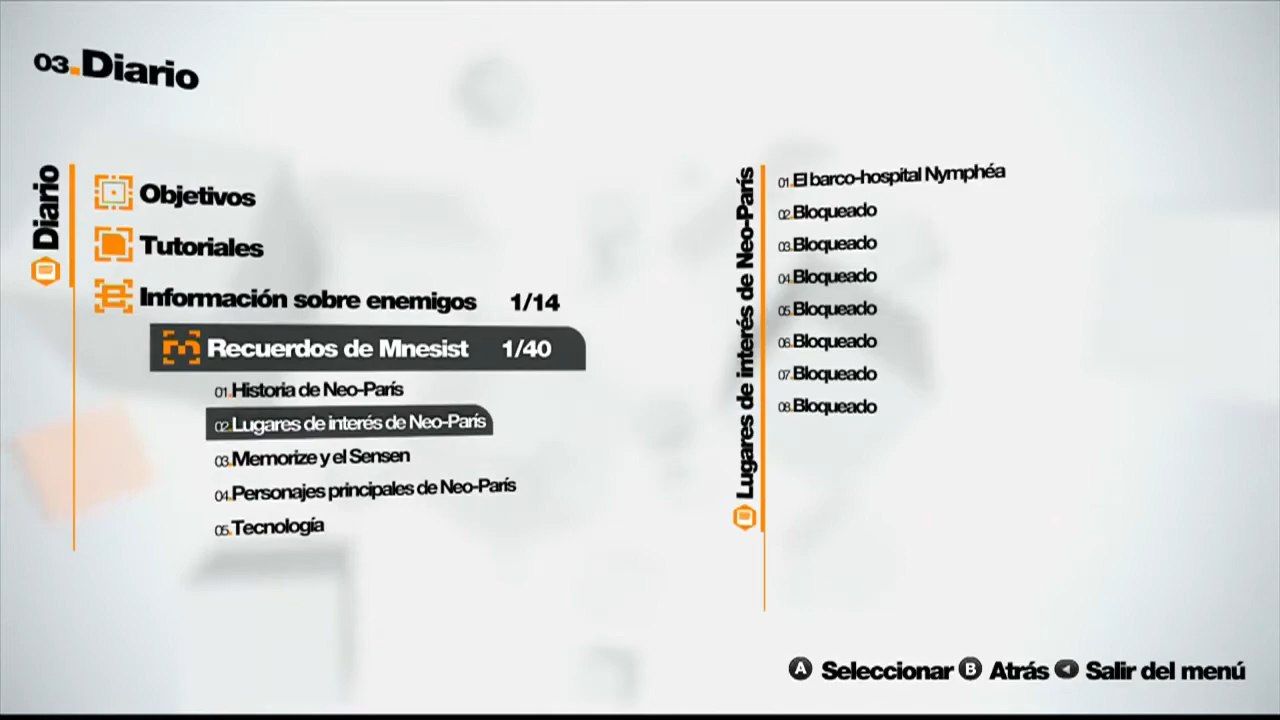 03.Diario
Diario
Objetivos
Tutoriales
Información sobre enemigos 1/14
Recuerdos de Mnesist 1/40
01.Historia de Neo-París
02.Lugares de interés de Neo-París
03.Memorize y el Sensen
04.Personajes principales de Neo-París
05.Tecnología
Lugares de interés de Neo-París
01.El barco-hospital Nymphéa
02.Bloqueado
03.Bloqueado
04.Bloqueado
05.Bloqueado
06.Bloqueado
07.Bloqueado
08.Bloqueado
A Seleccionar B Atrás Salir del menú